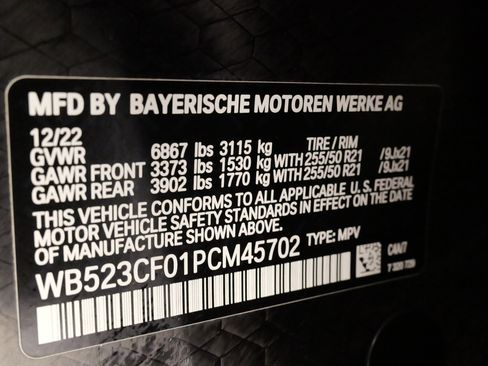 MFD BY BAYERISCHE MOTOREN WERKE AG
12/22 TIRE / RIM
GVWR 6867 lbs 3115 kg
GAWR FRONT 3373 lbs 1530 kg WITH 255/50 R21 /9Jx21
GAWR REAR 3902 lbs 1770 kg WITH 255/50 R21 /9Jx21
THIS VEHICLE CONFORMS TO ALL APPLICABLE U.S. FEDERAL
MOTOR VEHICLE SAFETY STANDARDS IN EFFECT ON THE DATE
OF MANUFACTURE SHOWN ABOVE.
WB523CF01PCM45702 TYPE: MPV